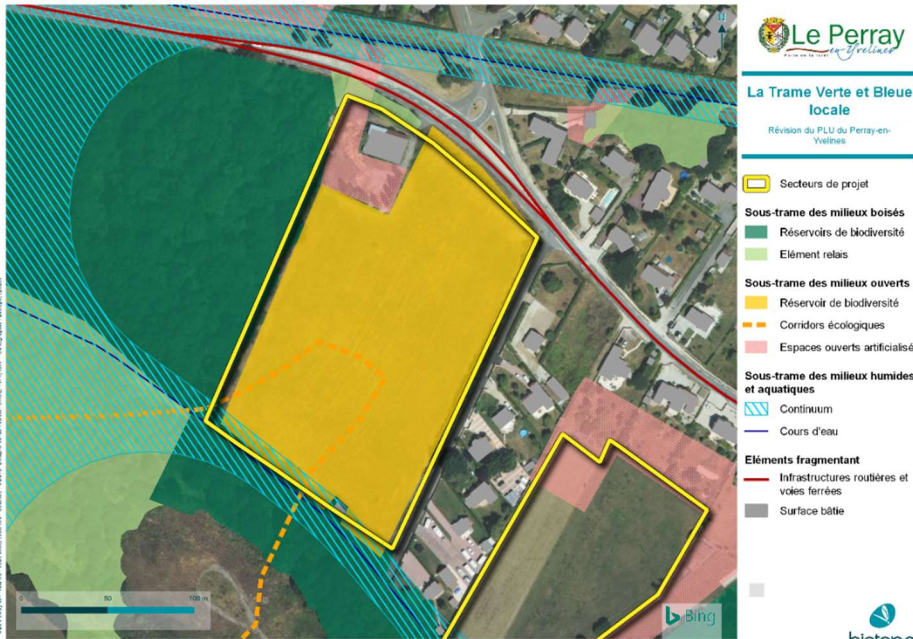 N
Le Perray
en-Yvelines
La Trame Verte et Bleue
locale
Révision du PLU du Perray-en-
Yvelines
Secteurs de projet
Sous-trame des milieux boisés
Réservoirs de biodiversité
Elément relais
Sous-trame des milieux ouverts
Réservoir de biodiversité
Corridors écologiques
Espaces ouverts artificialisé
Sous-trame des milieux humides
et aquatiques
Continuum
Cours d'eau
Eléments fragmentant
Infrastructures routières et
voies ferrées
Surface bâtie
0 50 100 m
Bing